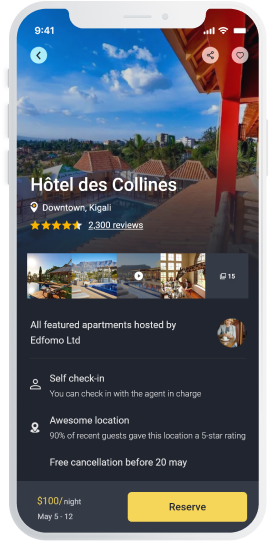 9:41
Hôtel des Collines
Downtown, Kigali
2,300 reviews
15
All featured apartments hosted by
Edfomo Ltd
Self check-in
You can check in with the agent in charge
Awesome location
90% of recent guests gave this location a 5-star rating
Free cancellation before 20 may
$100/night
May 5 - 12
Reserve